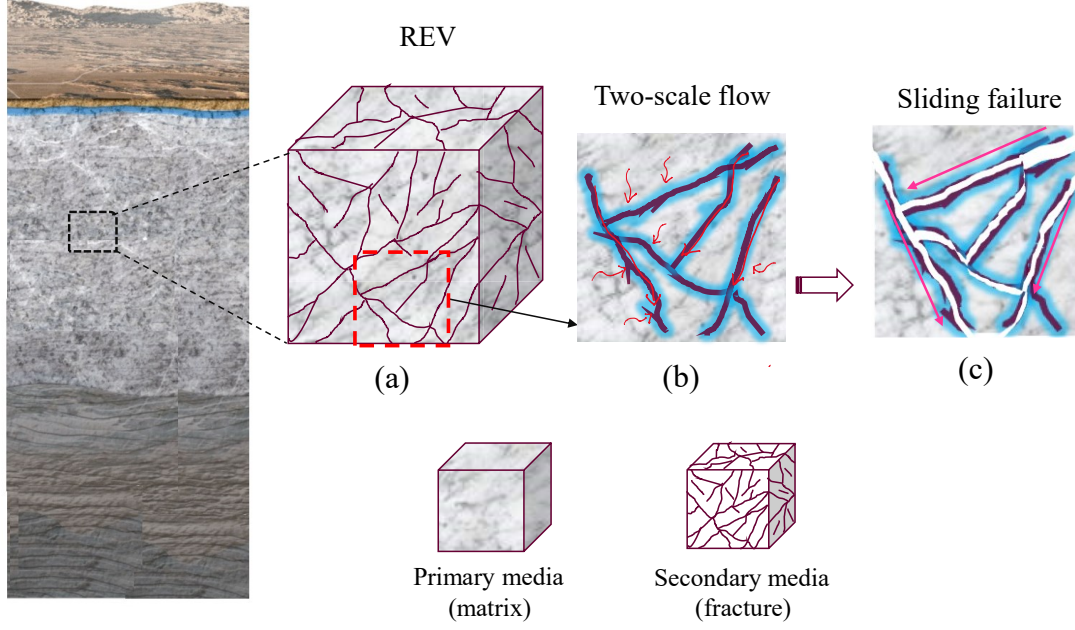 REV
Two-scale flow
Sliding failure
(a)
(b)
(c)
Primary media
(matrix)
Secondary media
(fracture)